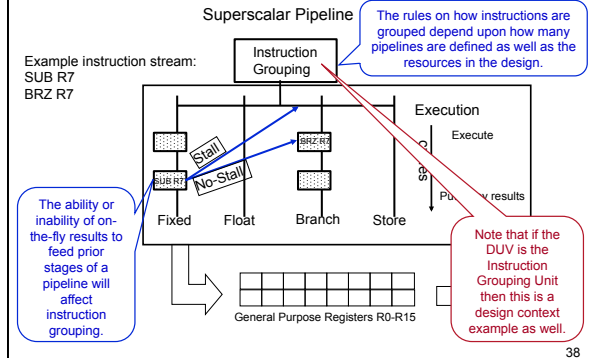 Superscalar Pipeline
The rules on how instructions are
grouped depend upon how many
pipelines are defined as well as the
resources in the design.
Example instruction stream:
SUB R7
BRZ R7
Instruction
Grouping
Execution
Execute
BRZ R7
Stall
No-Stall
SUB R7
results
Fixed
Float
Branch
Store
The ability or
inability of on-
the-fly results to
feed prior
stages of a
pipeline will
affect
instruction
grouping.
Note that if the
DUV is the
Instruction
Grouping Unit
then this is a
design context
example as well.
General Purpose Registers R0-R15
38